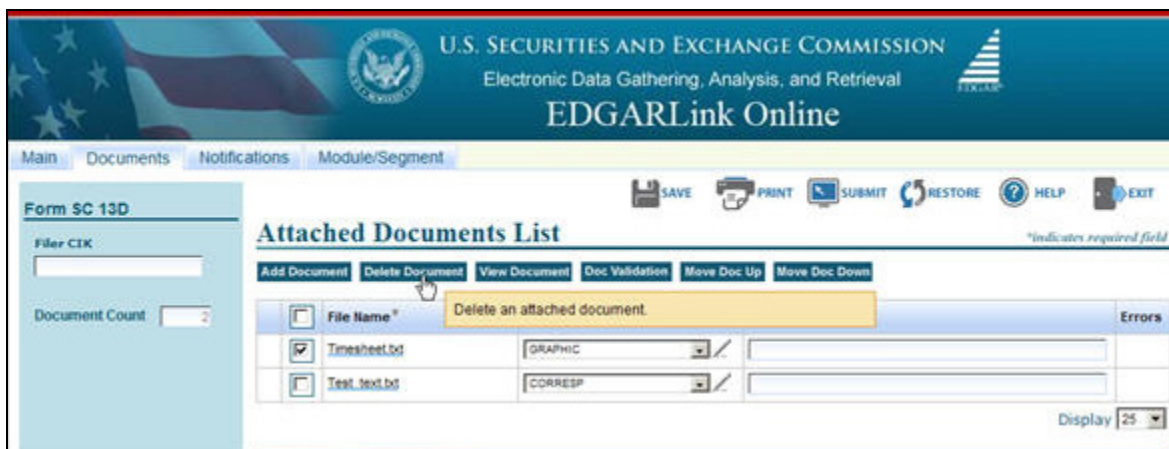 U.S. SECURITIES AND EXCHANGE COMMISSION
Electronic Data Gathering, Analysis, and Retrieval
EDGAR
EDGARLink Online
Main Documents Notifications Module/Segment
SAVE PRINT SUBMIT RESTORE HELP EXIT
Form SC 13D
Attached Documents List
*indicates required field
Filer CIK
Add Document Delete Document View Document Doc Validation Move Doc Up Move Doc Down
Delete an attached document.
Document Count 2
File Name* Errors
Timesheet.txt GRAPHIC
Test_text.txt CORRESP
Display 25